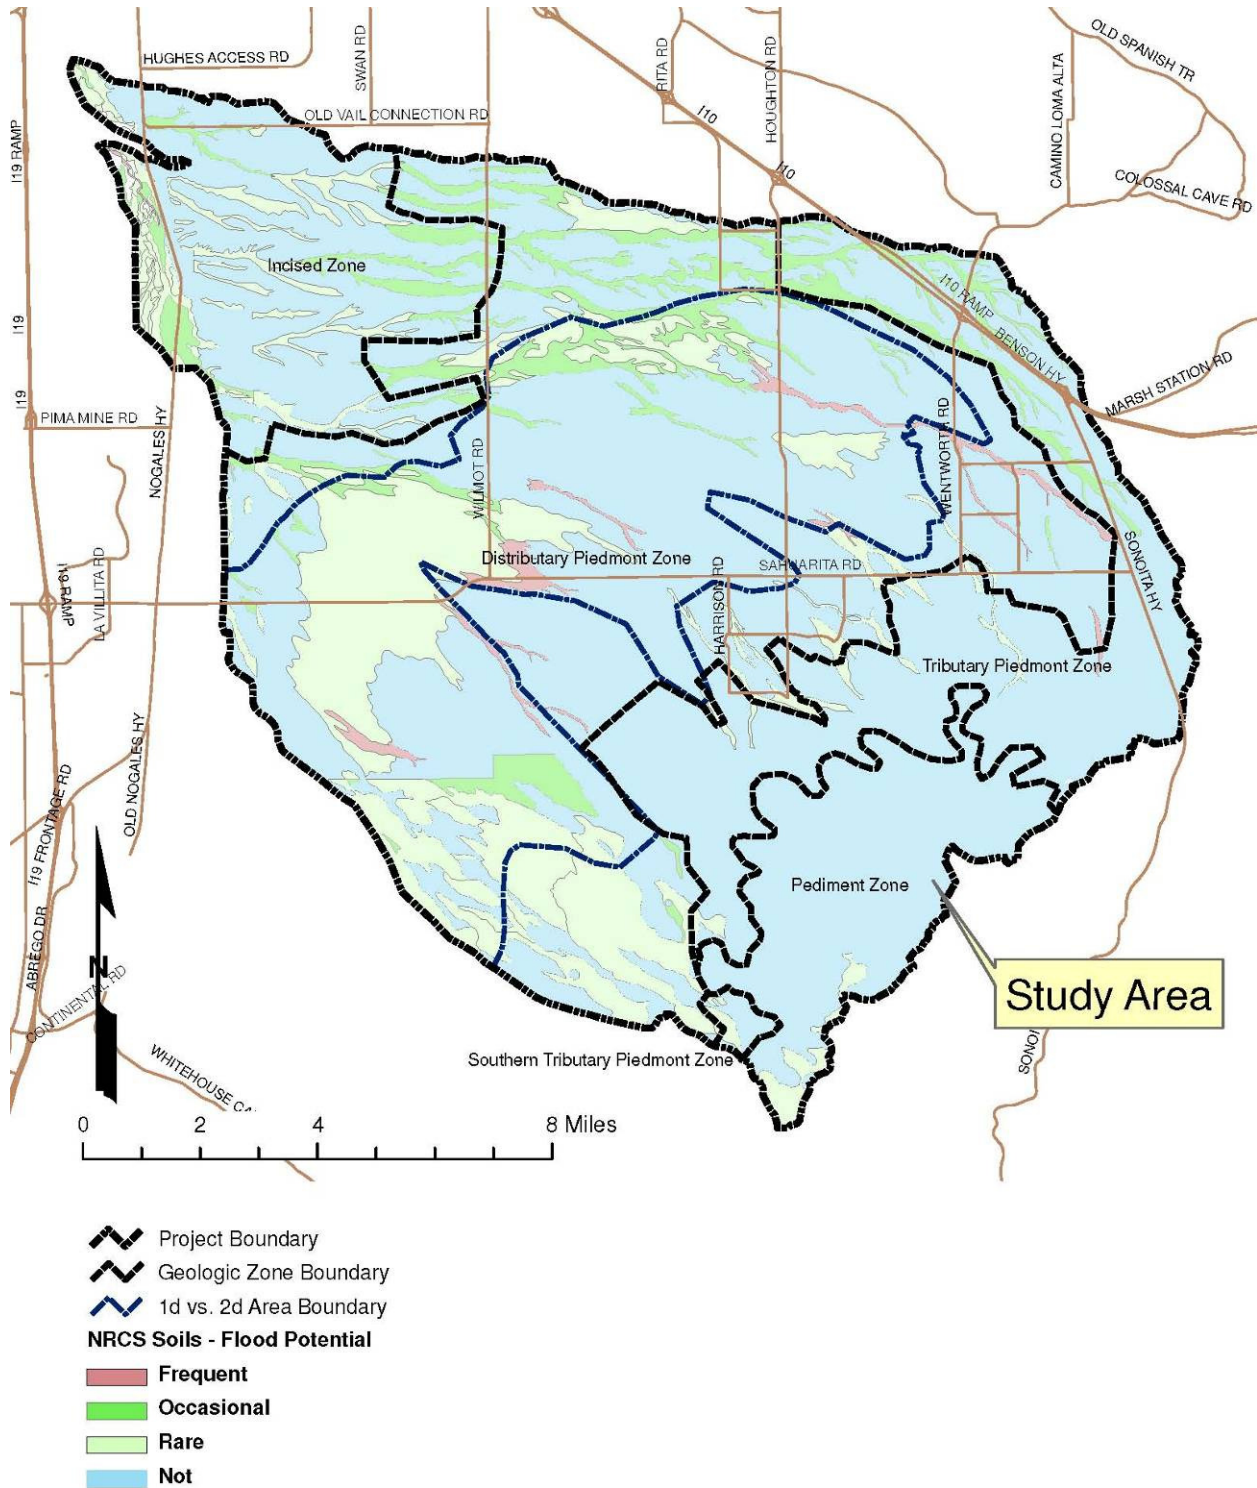 HUGHES ACCESS RD
SWAN RD
RITA RD
HOUGHTON RD
OLD SPANISH TR
CAMINO LOMA ALTA
I19 RAMP
OLD VAIL CONNECTION RD
I10
I10
COLOSSAL CAVE RD
Incised Zone
I10 RAMP
BENSON HY
I19
I19
PIMA MINE RD
NOGALES HY
WILMOT RD
WENTWORTH RD
MARSH STATION RD
Distributary Piedmont Zone
SAHUARITA RD
SONOITA HY
I19 RAMP
LA VILLITA RD
HARRISON RD
Tributary Piedmont Zone
OLD NOGALES HY
I19 FRONTAGE RD
Pediment Zone
ABREGO DR
N
CONTINENTAL RD
Study Area
WHITEHOUSE CA
Southern Tributary Piedmont Zone
SONOI
0 2 4 8 Miles
Project Boundary
Geologic Zone Boundary
1d vs. 2d Area Boundary
NRCS Soils - Flood Potential
Frequent
Occasional
Rare
Not